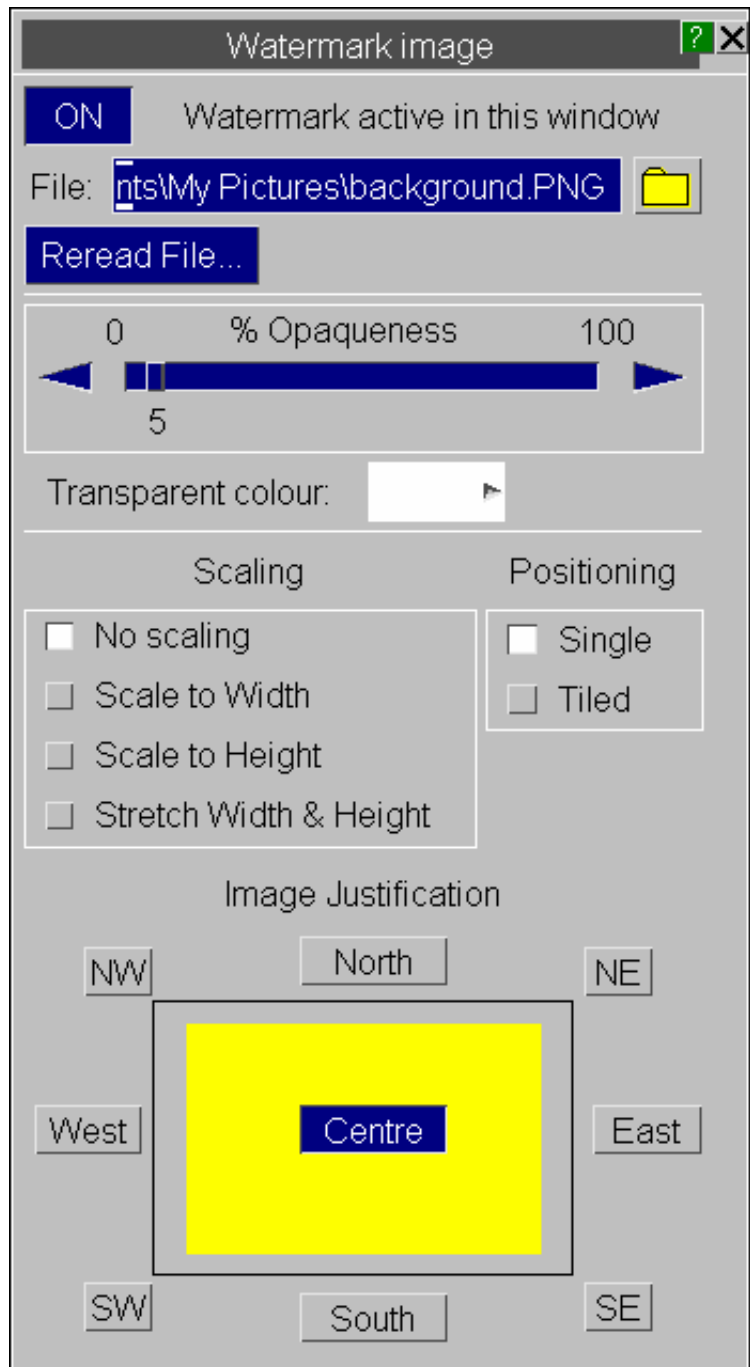 Watermark image ?
ON Watermark active in this window
File: nts\My Pictures\background.PNG
Reread File...
0 % Opaqueness 100
5
Transparent colour:
Scaling Positioning
No scaling Single
Scale to Width Tiled
Scale to Height
Stretch Width & Height
Image Justification
NW North NE
West Centre East
SW South SE